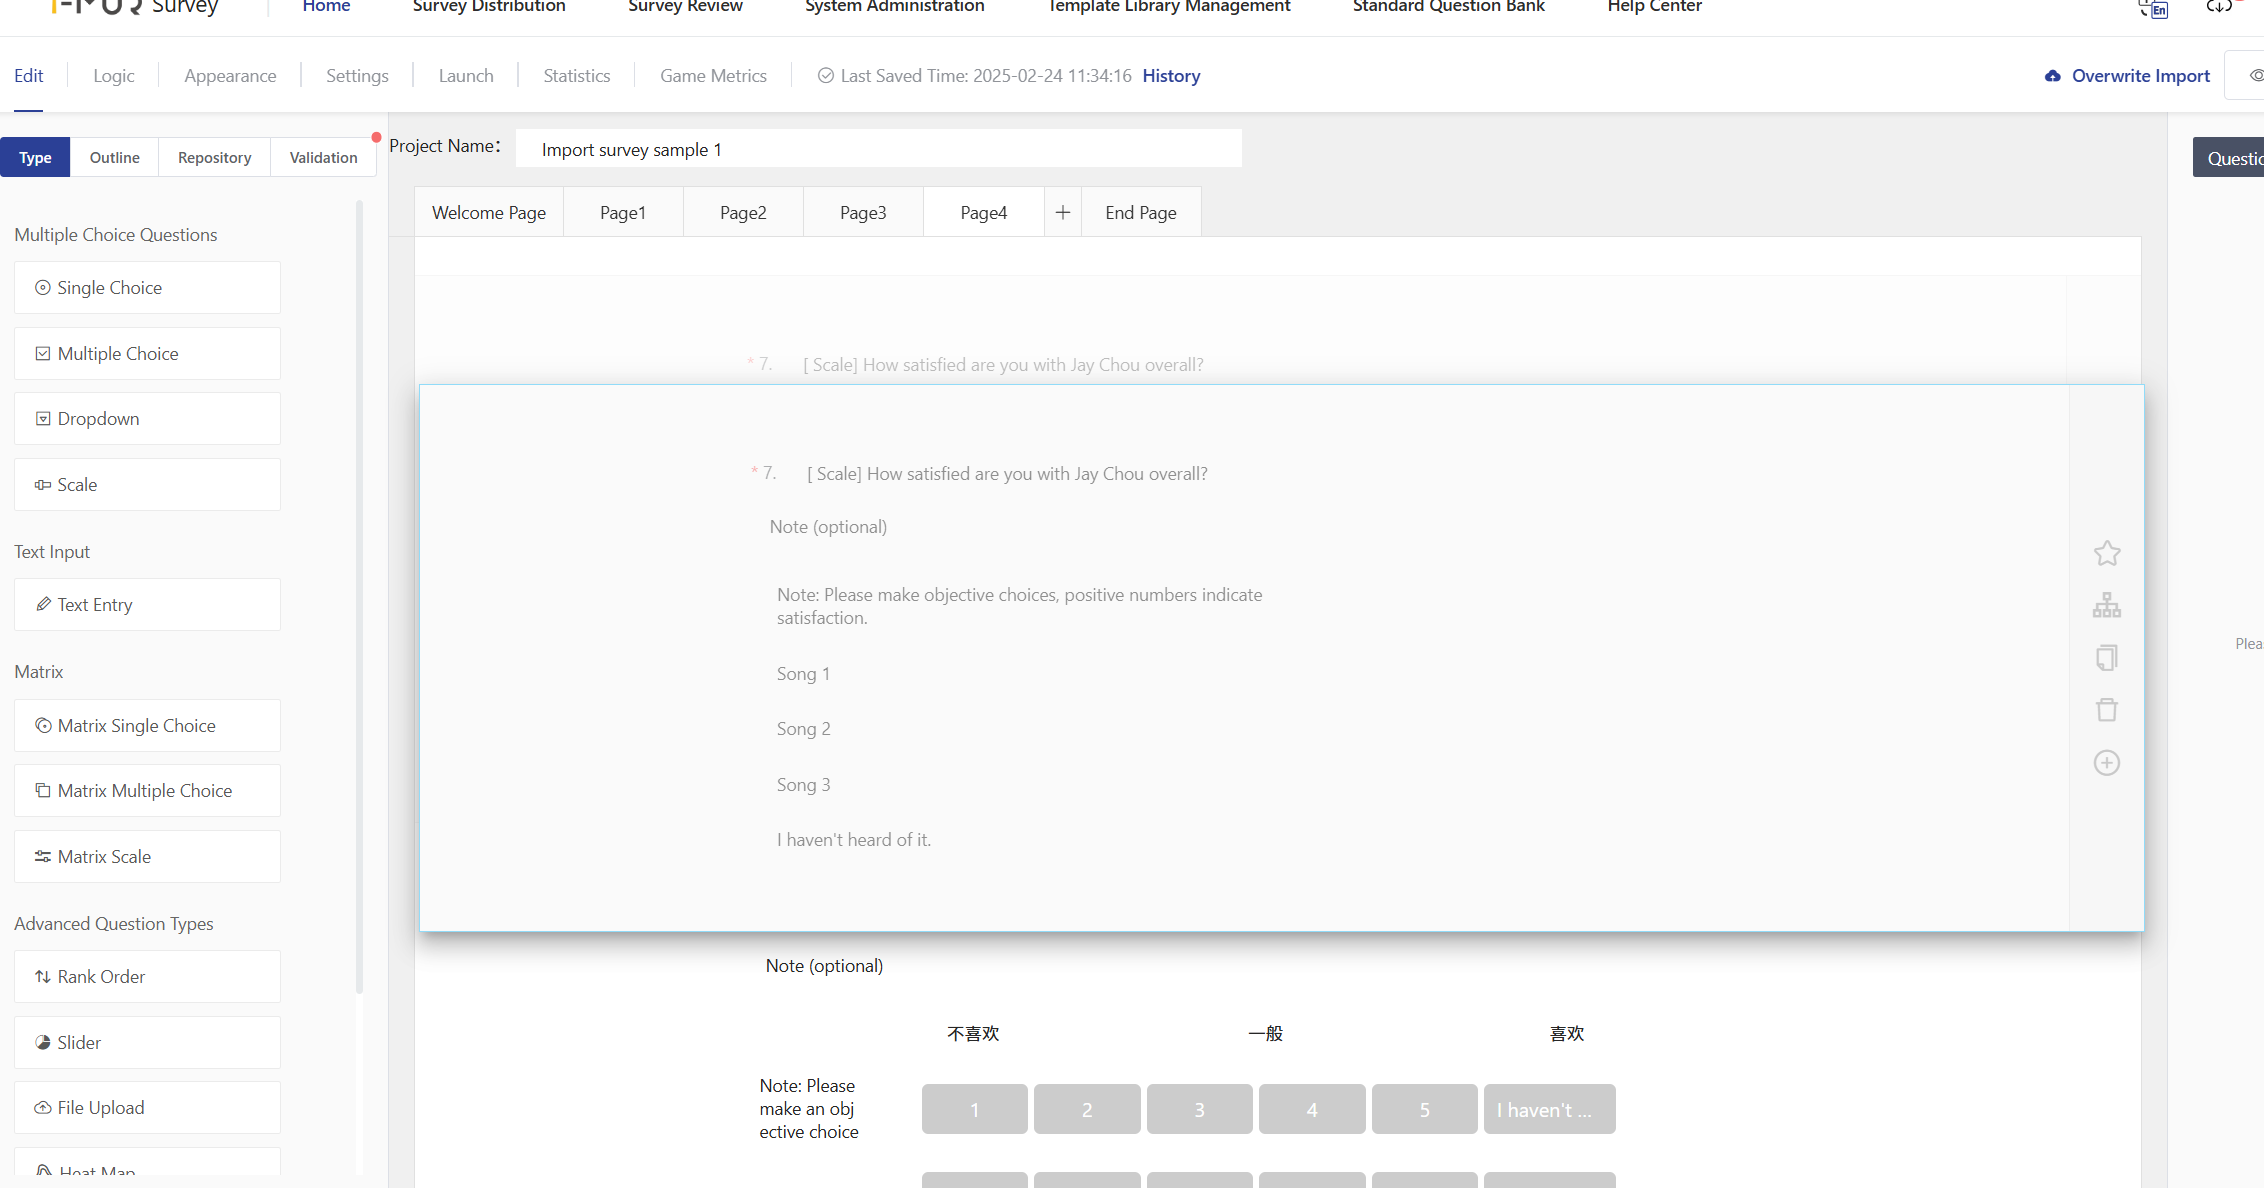 Survey
Home
Survey Distribution
Survey Review
System Administration
Template Library Management
Standard Question Bank
Help Center
En
Edit
Logic
Appearance
Settings
Launch
Statistics
Game Metrics
Last Saved Time: 2025-02-24 11:34:16
History
Overwrite Import
Type
Outline
Repository
Validation
Project Name：
Import survey sample 1
Welcome Page
Page1
Page2
Page3
Page4
End Page
Multiple Choice Questions
Single Choice
Multiple Choice
Dropdown
Scale
Text Input
Text Entry
Matrix
Matrix Single Choice
Matrix Multiple Choice
Matrix Scale
Advanced Question Types
Rank Order
Slider
File Upload
Heat Map
* 7. [ Scale] How satisfied are you with Jay Chou overall?
* 7. [ Scale] How satisfied are you with Jay Chou overall?
Note (optional)
Note: Please make objective choices, positive numbers indicate
satisfaction.
Song 1
Song 2
Song 3
I haven't heard of it.
Note (optional)
不喜欢
一般
喜欢
Note: Please
make an obj
ective choice
1
2
3
4
5
I haven't ...